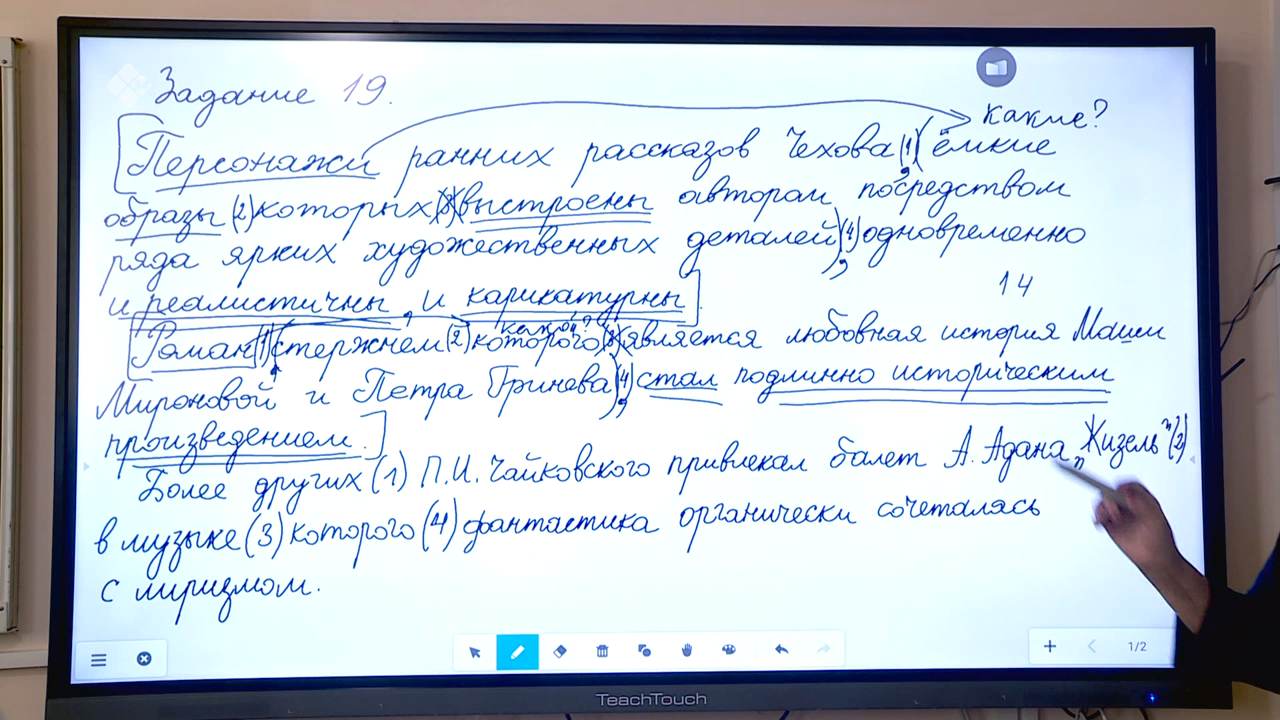 Задание 19.
какие?
[Персонажи ранних рассказов Чехова(1)(ёмкие
образы(2)которых(3)выстроены автором посредством
ряда ярких художественных деталей),(4)одновременно
и реалистичны, и карикатурны].
14
какой?
[Роман(1)(стержнем(2)которого(3)является любовная история Маши
Мироновой и Петра Гринёва),(4)стал подлинно историческим
произведением.]
Более других (1) П.И. Чайковского привлекал балет А. Адана „Жизель"(2)
в музыке (3) которого (4) фантастика органически сочеталась
с лиризмом.
1/2
TeachTouch